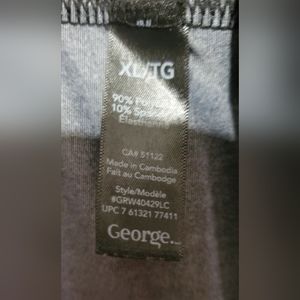 XL/TG
90%
10%
Elasthanne
CA# 51122
Made in Cambodia
Fait au Cambodge
Style/Modèle
#GRW40429LC
UPC 7 61321 77411
George.